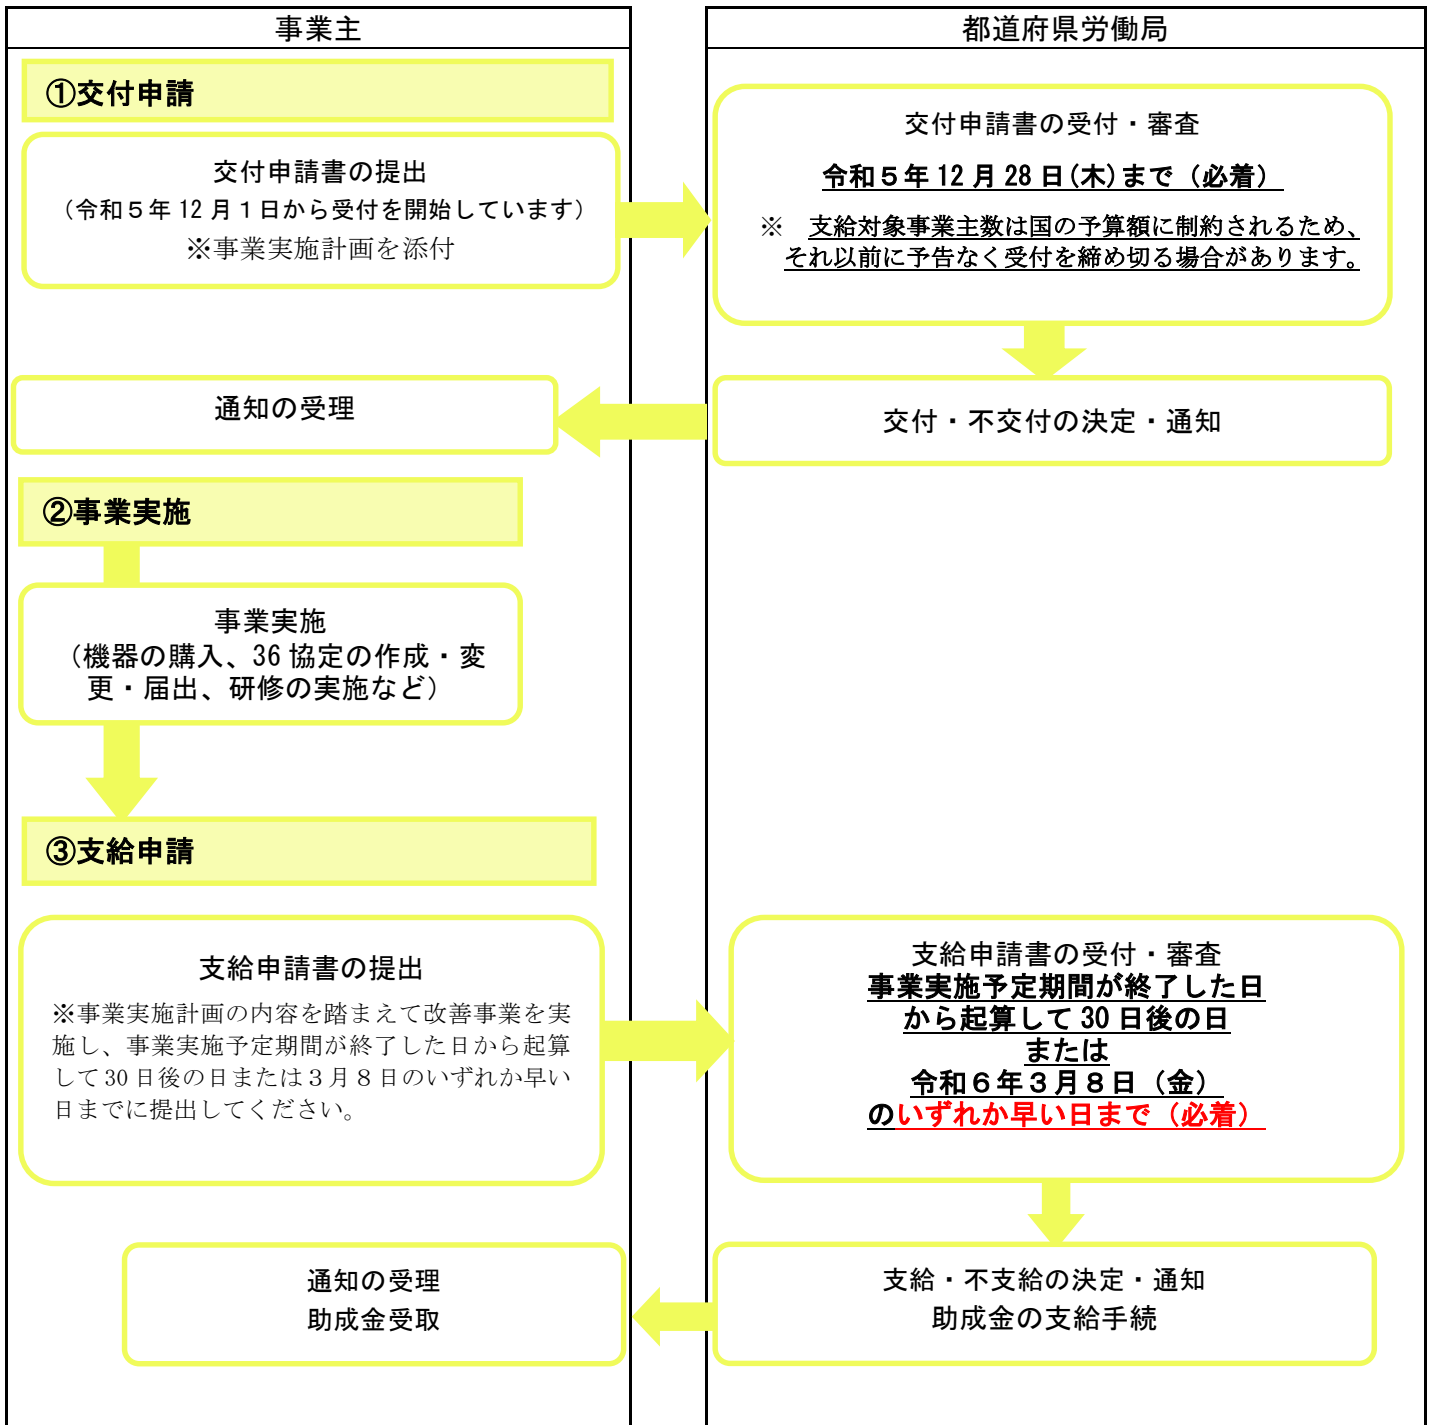 事業主
都道府県労働局
①交付申請
交付申請書の提出
（令和５年 12 月１日から受付を開始しています）
※事業実施計画を添付
交付申請書の受付・審査
令和５年 12 月 28 日(木)まで（必着）
※　支給対象事業主数は国の予算額に制約されるため、
それ以前に予告なく受付を締め切る場合があります。
通知の受理
交付・不交付の決定・通知
②事業実施
事業実施
（機器の購入、36 協定の作成・変
更・届出、研修の実施など）
③支給申請
支給申請書の提出
※事業実施計画の内容を踏まえて改善事業を実
施し、事業実施予定期間が終了した日から起算
して 30 日後の日または３月８日のいずれか早い
日までに提出してください。
支給申請書の受付・審査
事業実施予定期間が終了した日
から起算して 30 日後の日
または
令和６年３月８日（金）
のいずれか早い日まで（必着）
通知の受理
助成金受取
支給・不支給の決定・通知
助成金の支給手続